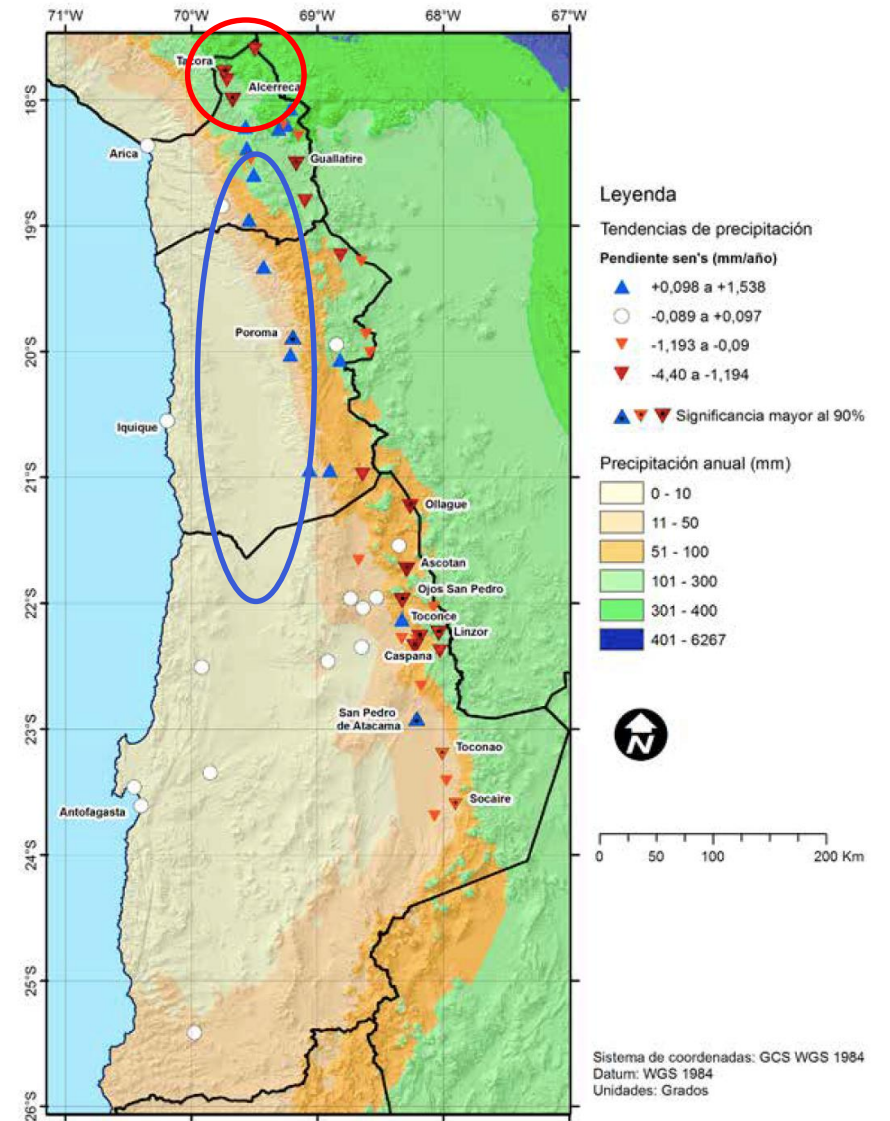 71°W 70°W 69°W 68°W 67°W
18°S
19°S
20°S
21°S
22°S
23°S
24°S
25°S
26°S
Tacora
Alcerreca
Arica
Guallatire
Poroma
Iquique
Ollague
Ascotan
Ojos San Pedro
Toconce
Linzor
Caspana
San Pedro
de Atacama
Toconao
Socaire
Antofagasta
Leyenda
Tendencias de precipitación
Pendiente sen's (mm/año)
+0,098 a +1,538
-0,089 a +0,097
-1,193 a -0,09
-4,40 a -1,194
Significancia mayor al 90%
Precipitación anual (mm)
0 - 10
11 - 50
51 - 100
101 - 300
301 - 400
401 - 6267
N
0 50 100 200 Km
Sistema de coordenadas: GCS WGS 1984
Datum: WGS 1984
Unidades: Grados